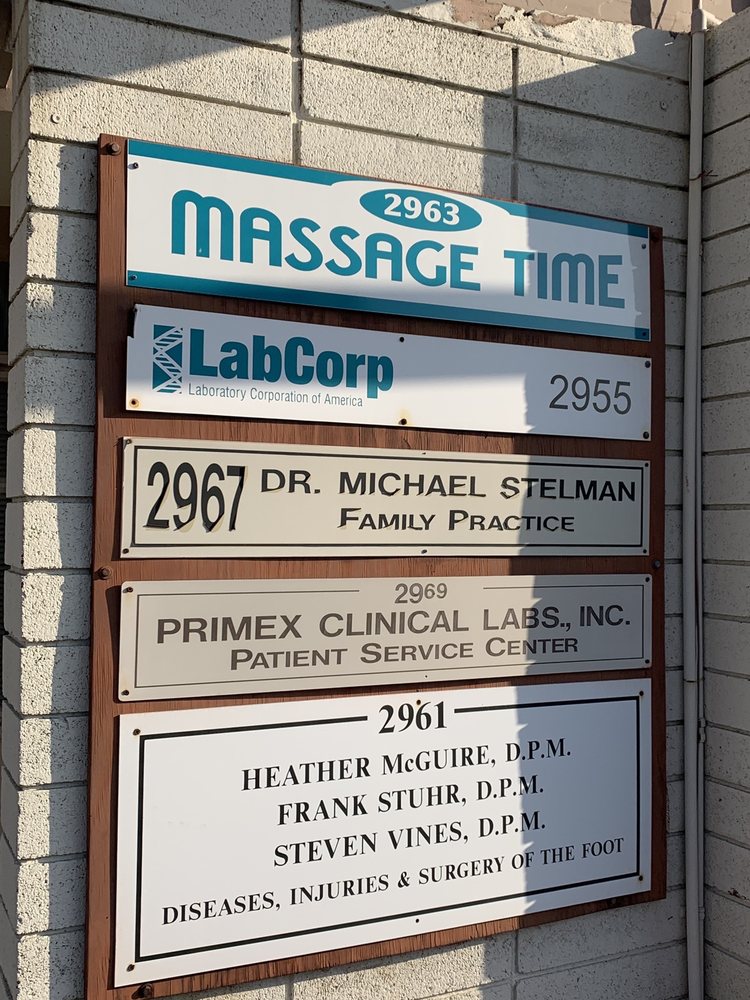 2963
MASSAGE TIME
LabCorp
Laboratory Corporation of America
2955
2967 DR. MICHAEL STELMAN
FAMILY PRACTICE
2969
PRIMEX CLINICAL LABS., INC.
PATIENT SERVICE CENTER
2961
HEATHER McGUIRE, D.P.M.
FRANK STUHR, D.P.M.
STEVEN VINES, D.P.M.
DISEASES, INJURIES & SURGERY OF THE FOOT